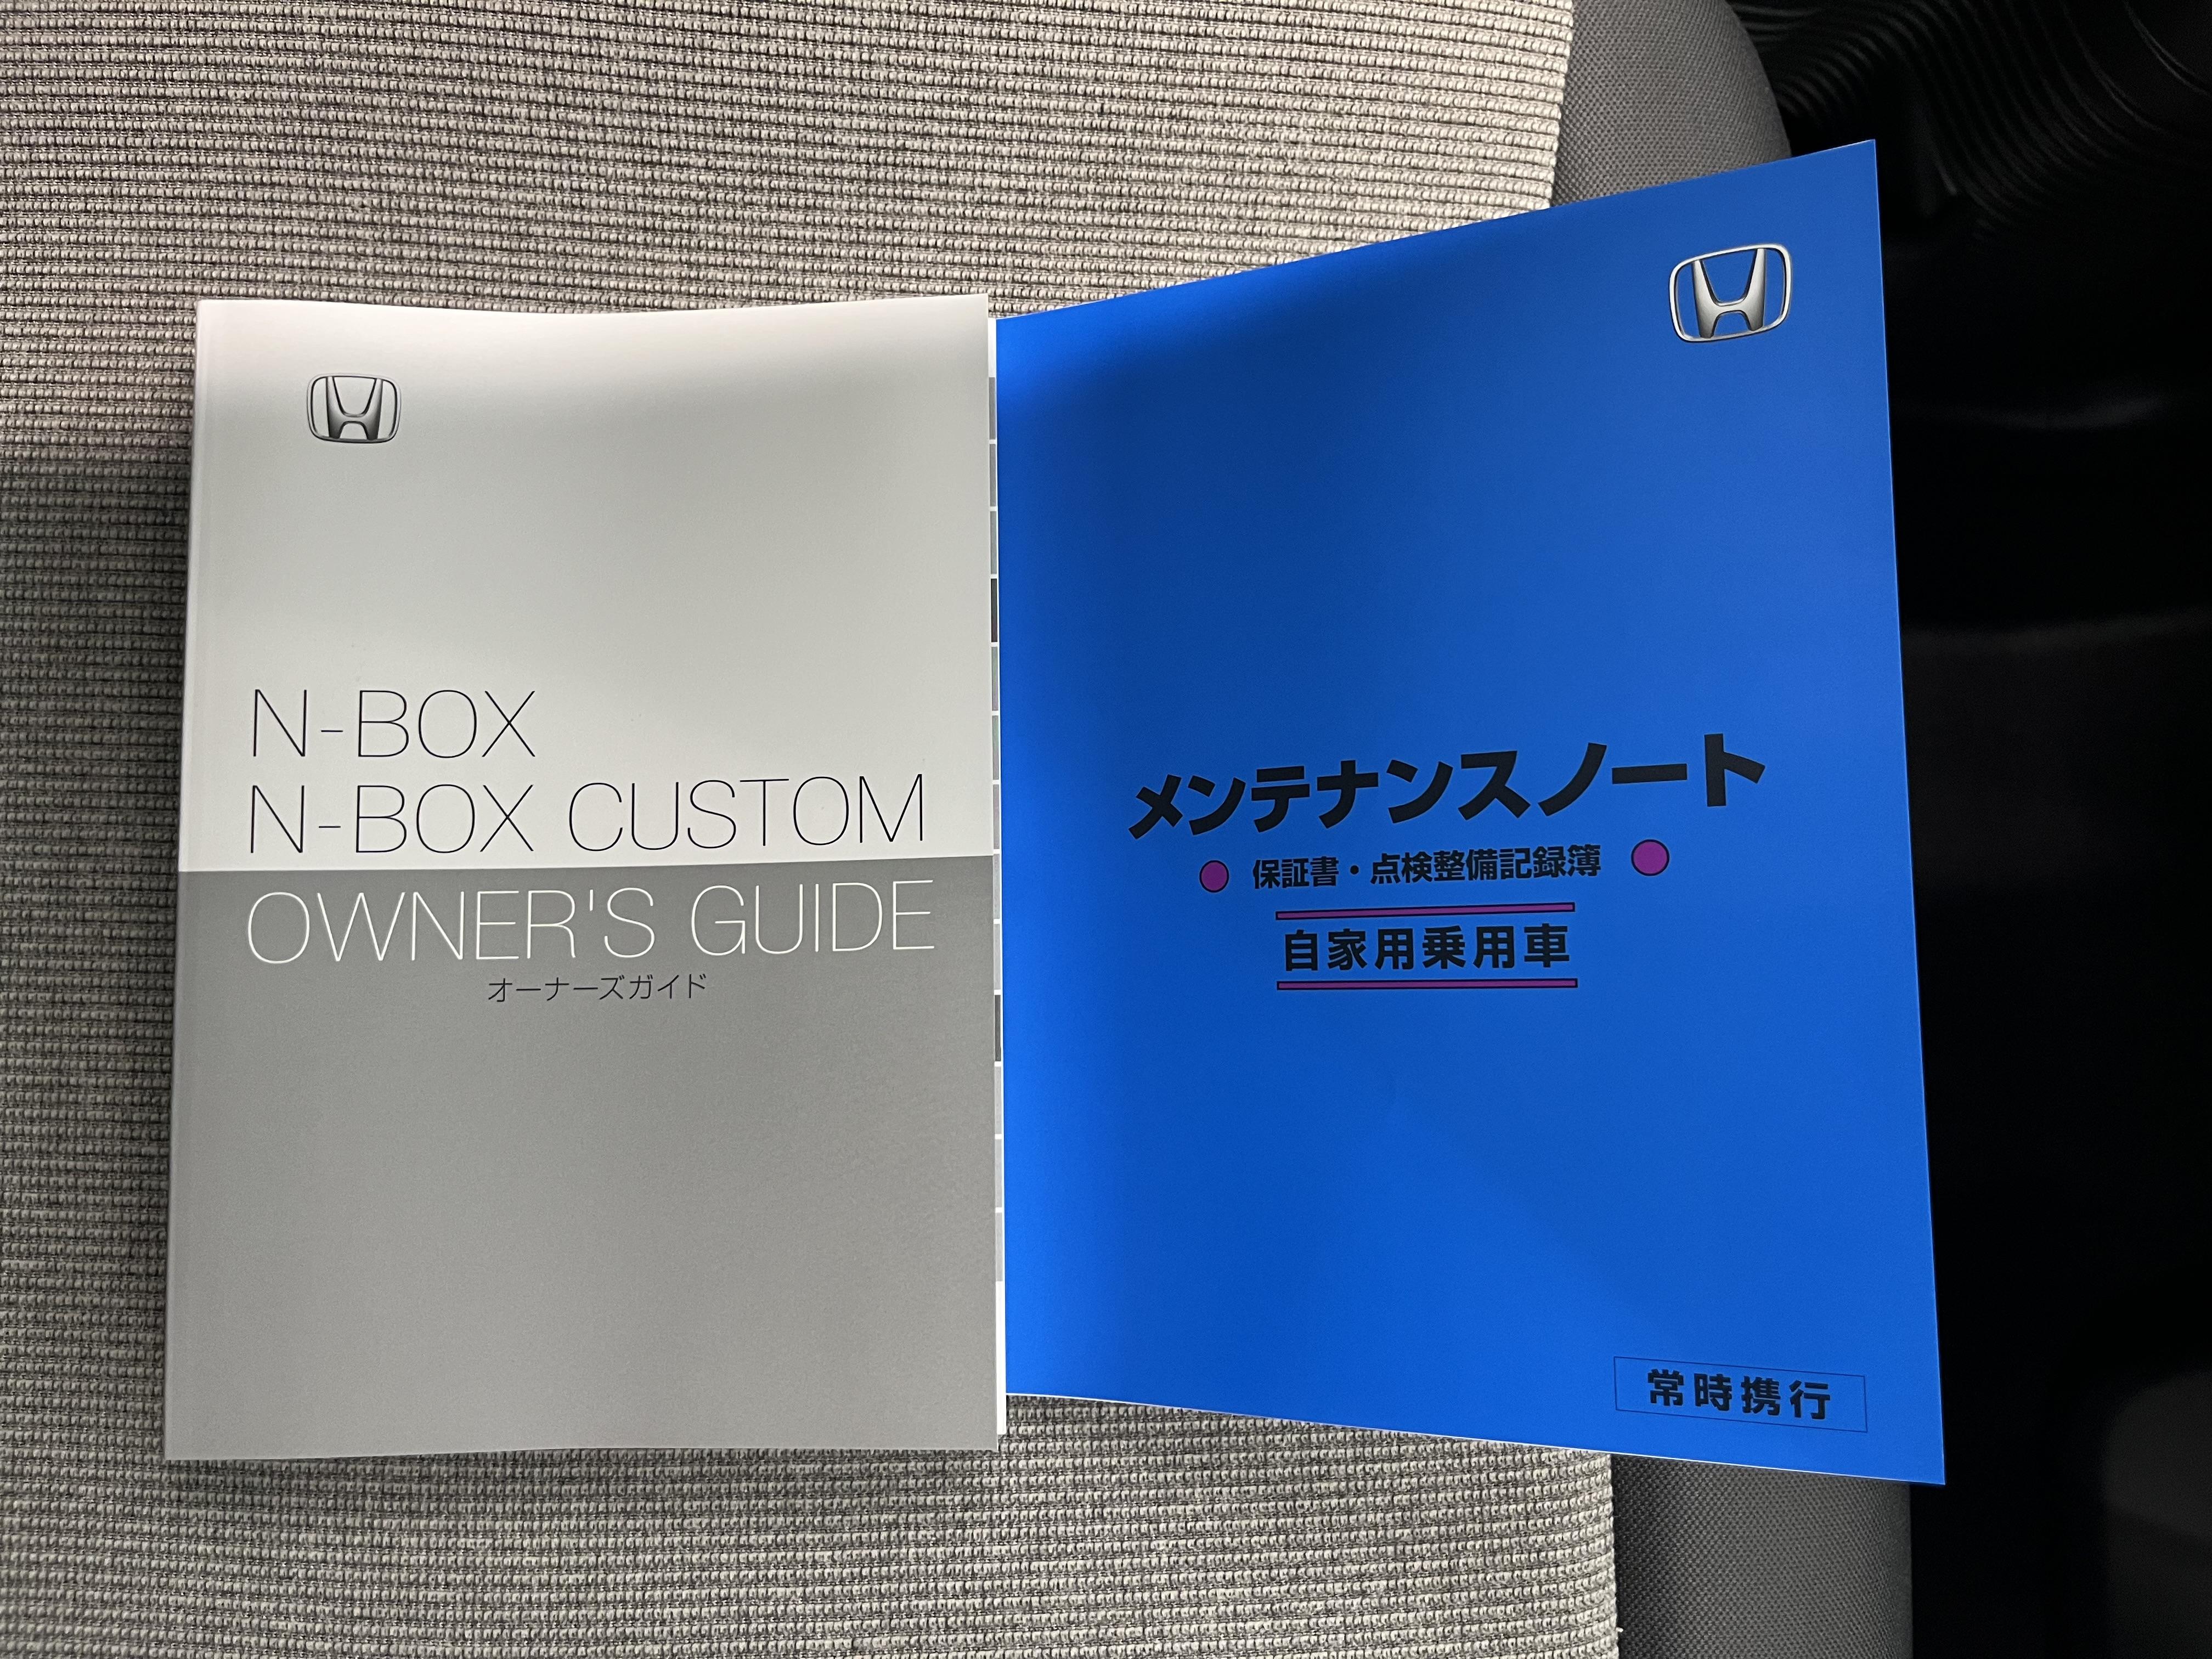 N-BOX
N-BOX CUSTOM
OWNER'S GUIDE
オーナーズガイド
メンテナンスノート
保証書・点検整備記録簿
自家用乗用車
常時携行